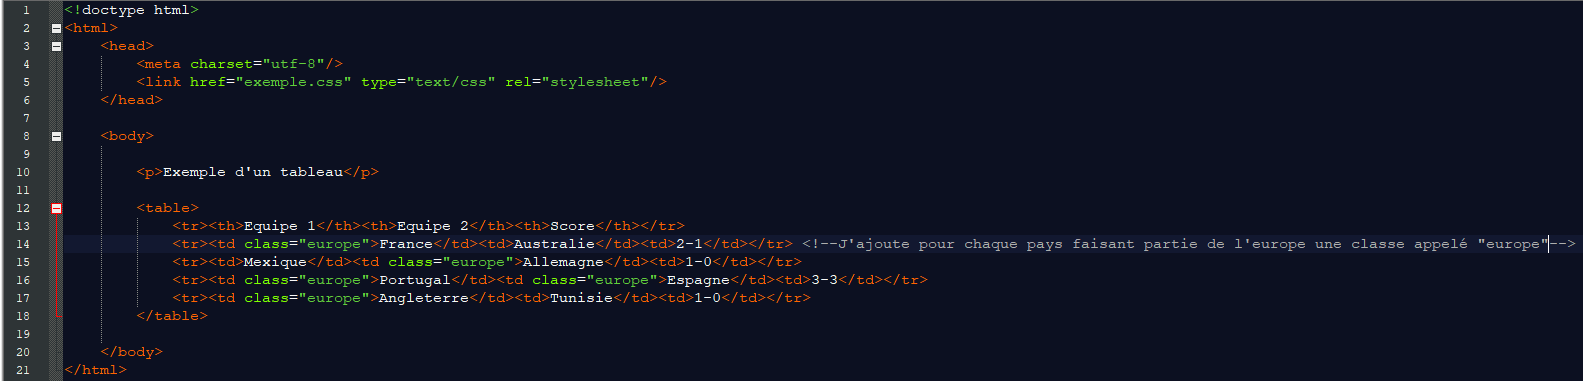 1 <!doctype html>
2 <html>
3 <head>
4 <meta charset="utf-8"/>
5 <link href="exemple.css" type="text/css" rel="stylesheet"/>
6 </head>
7
8 <body>
9
10 <p>Exemple d'un tableau</p>
11
12 <table>
13 <tr><th>Equipe 1</th><th>Equipe 2</th><th>Score</th></tr>
14 <tr><td class="europe">France</td><td>Australie</td><td>2-1</td></tr> <!--J'ajoute pour chaque pays faisant partie de l'europe une classe appelé "europe"-->
15 <tr><td>Mexique</td><td class="europe">Allemagne</td><td>1-0</td></tr>
16 <tr><td class="europe">Portugal</td><td class="europe">Espagne</td><td>3-3</td></tr>
17 <tr><td class="europe">Angleterre</td><td>Tunisie</td><td>1-0</td></tr>
18 </table>
19
20 </body>
21 </html>